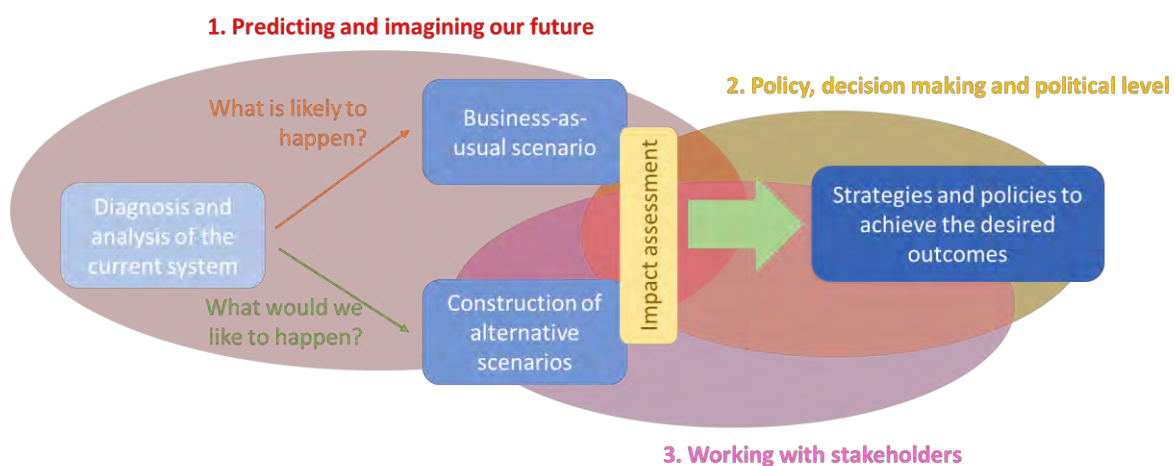 1. Predicting and imagining our future
2. Policy, decision making and political level
What is likely to
happen?
Business-as-
usual scenario
Impact assessment
Diagnosis and
analysis of the
current system
Strategies and policies to
achieve the desired
outcomes
What would we
like to happen?
Construction of
alternative
scenarios
3. Working with stakeholders